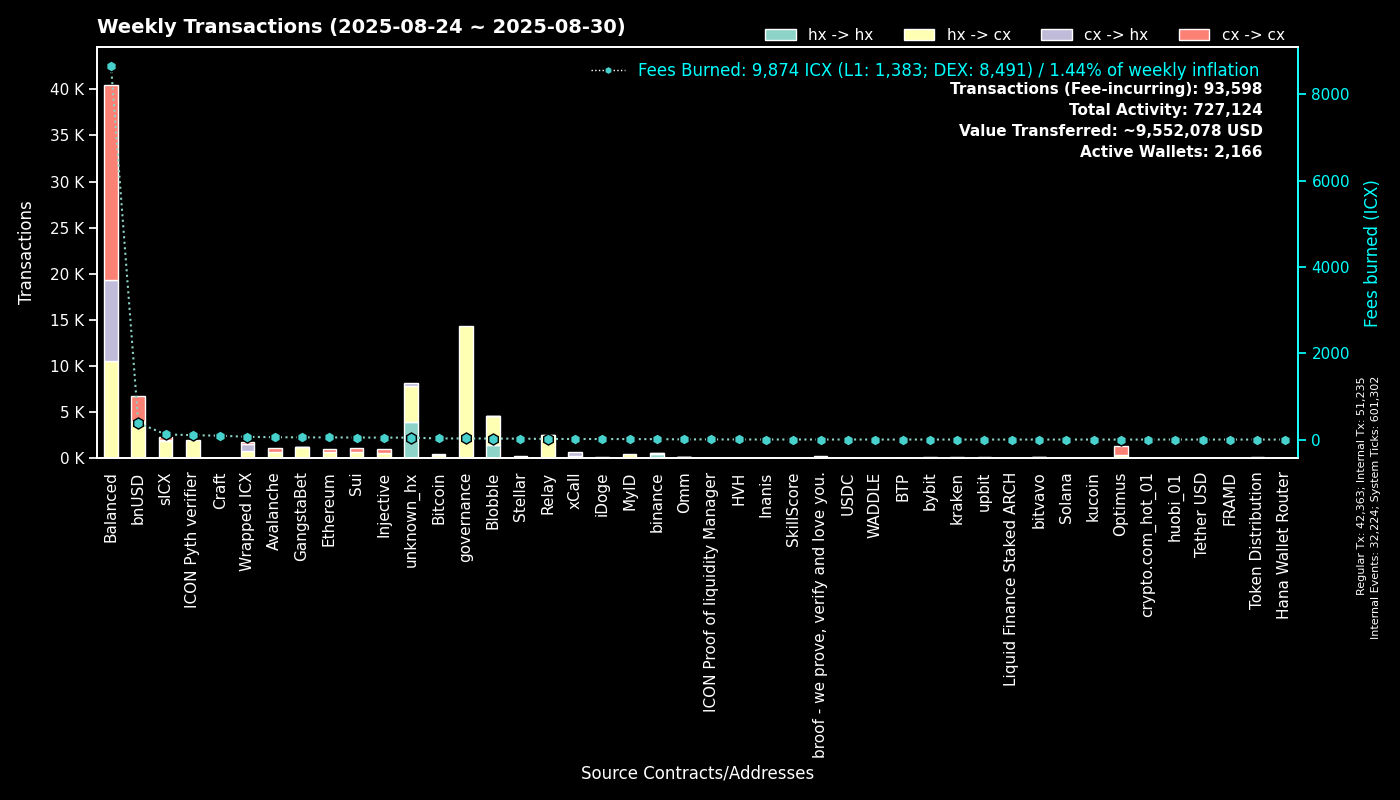 Weekly Transactions (2025-08-24 ~ 2025-08-30)
hx -> hx
hx -> cx
cx -> hx
cx -> cx
Fees Burned: 9,874 ICX (L1: 1,383; DEX: 8,491) / 1.44% of weekly inflation
Transactions (Fee-incurring): 93,598
Total Activity: 727,124
Value Transferred: ~9,552,078 USD
Active Wallets: 2,166
Transactions
40 K
35 K
30 K
25 K
20 K
15 K
10 K
5 K
0 K
8000
6000
4000
2000
0
Fees burned (ICX)
Regular Tx: 42,363; Internal Tx: 51,235
Internal Events: 32,224; System Ticks: 601,302
Balanced
bnUSD
sICX
ICON Pyth verifier
Craft
Wrapped ICX
Avalanche
GangstaBet
Ethereum
Sui
Injective
unknown_hx
Bitcoin
governance
Blobble
Stellar
Relay
xCall
iDoge
MyID
binance
Omm
ICON Proof of liquidity Manager
HVH
Inanis
SkillScore
broof - we prove, verify and love you.
USDC
WADDLE
BTP
bybit
kraken
upbit
Liquid Finance Staked ARCH
bitvavo
Solana
kucoin
Optimus
crypto.com_hot_01
huobi_01
Tether USD
FRAMD
Token Distribution
Hana Wallet Router
Source Contracts/Addresses